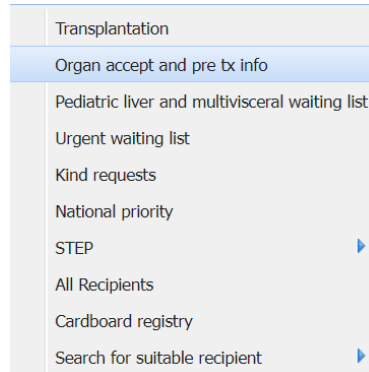 Transplantation
Organ accept and pre tx info
Pediatric liver and multivisceral waiting list
Urgent waiting list
Kind requests
National priority
STEP
All Recipients
Cardboard registry
Search for suitable recipient